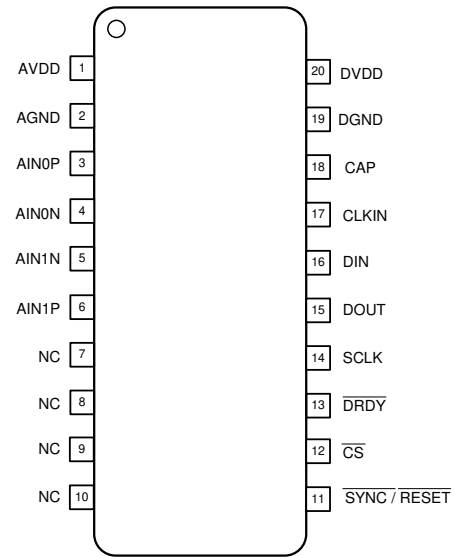 AVDD 1
AGND 2
AIN0P 3
AIN0N 4
AIN1N 5
AIN1P 6
NC 7
NC 8
NC 9
NC 10
20 DVDD
19 DGND
18 CAP
17 CLKIN
16 DIN
15 DOUT
14 SCLK
13 DRDY
12 CS
11 SYNC / RESET